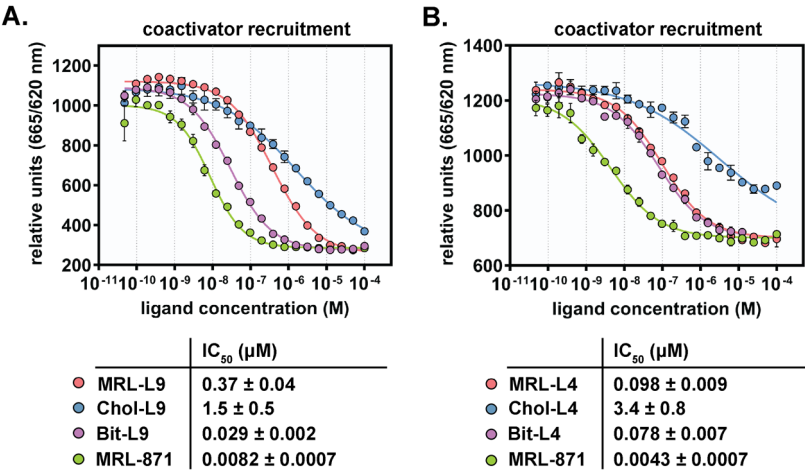 A.
coactivator recruitment
relative units (665/620 nm)
1200
1000
800
600
400
200
10⁻¹¹ 10⁻¹⁰ 10⁻⁹ 10⁻⁸ 10⁻⁷ 10⁻⁶ 10⁻⁵ 10⁻⁴
ligand concentration (M)
IC₅₀ (µM)
MRL-L9 0.37 ± 0.04
Chol-L9 1.5 ± 0.5
Bit-L9 0.029 ± 0.002
MRL-871 0.0082 ± 0.0007
B.
coactivator recruitment
relative units (665/620 nm)
1400
1200
1000
800
600
10⁻¹¹ 10⁻¹⁰ 10⁻⁹ 10⁻⁸ 10⁻⁷ 10⁻⁶ 10⁻⁵ 10⁻⁴
ligand concentration (M)
IC₅₀ (µM)
MRL-L4 0.098 ± 0.009
Chol-L4 3.4 ± 0.8
Bit-L4 0.078 ± 0.007
MRL-871 0.0043 ± 0.0007